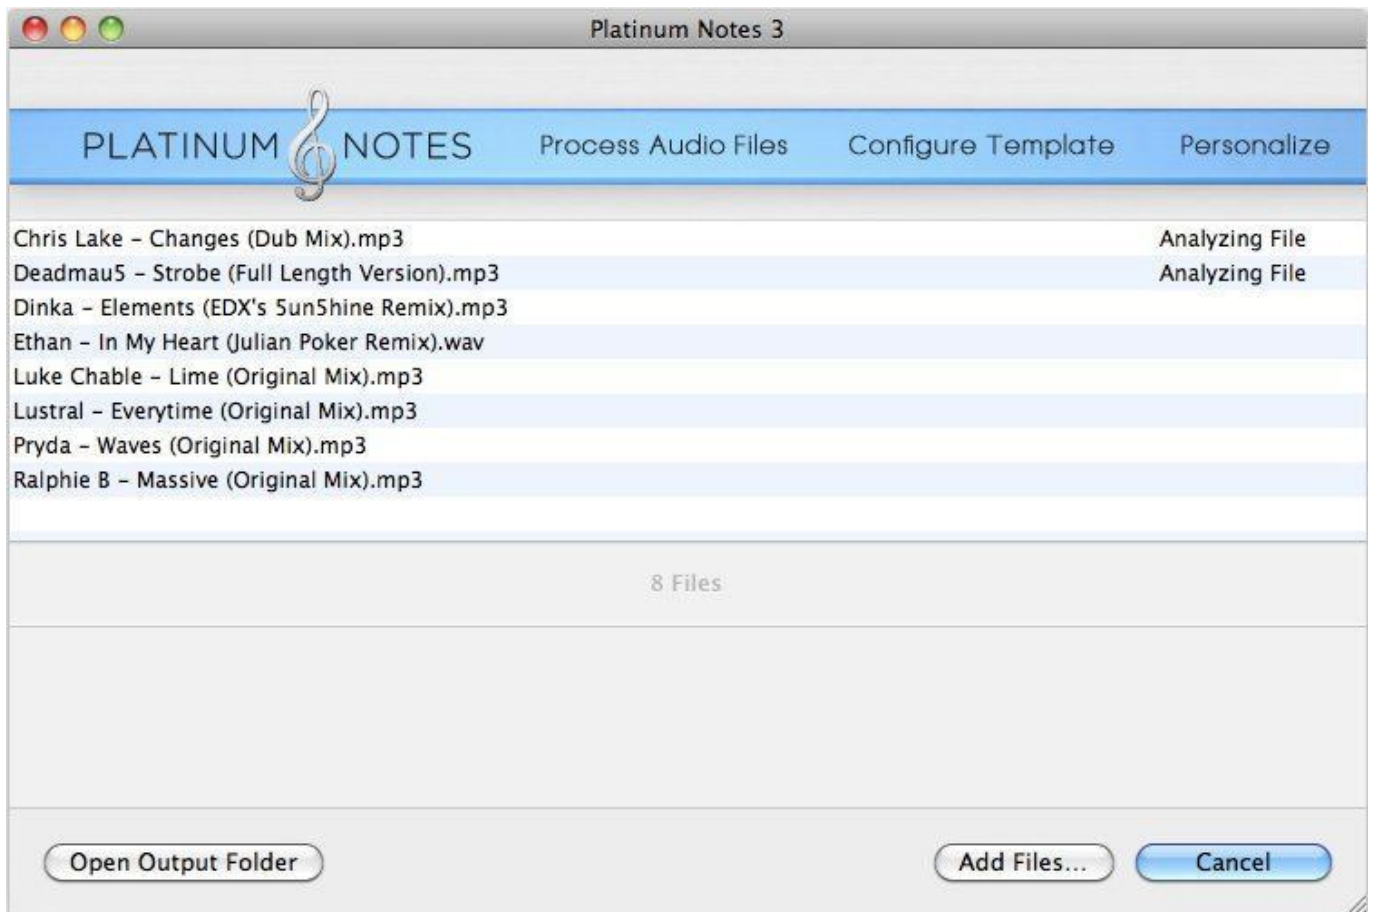 Platinum Notes 3
PLATINUM NOTES Process Audio Files Configure Template Personalize
Chris Lake – Changes (Dub Mix).mp3 Analyzing File
Deadmau5 – Strobe (Full Length Version).mp3 Analyzing File
Dinka – Elements (EDX's 5un5hine Remix).mp3
Ethan – In My Heart (Julian Poker Remix).wav
Luke Chable – Lime (Original Mix).mp3
Lustral – Everytime (Original Mix).mp3
Pryda – Waves (Original Mix).mp3
Ralphie B – Massive (Original Mix).mp3
8 Files
Open Output Folder Add Files... Cancel